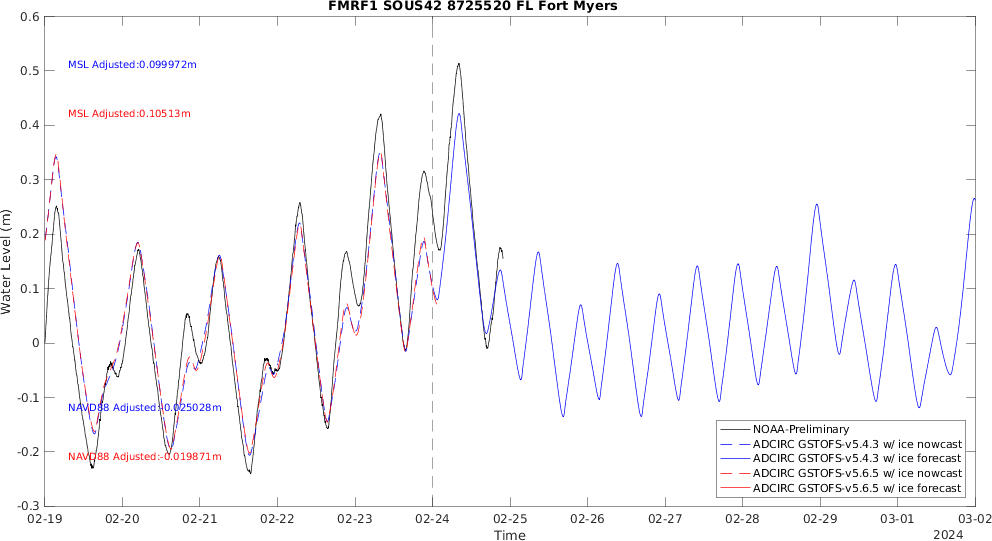 FMRF1 SOUS42 8725520 FL Fort Myers
0.6
0.5
0.4
0.3
0.2
0.1
0
-0.1
-0.2
-0.3
Water Level (m)
MSL Adjusted:0.099972m
MSL Adjusted:0.10513m
NAVD88 Adjusted:-0.025028m
NAVD88 Adjusted:-0.019871m
NOAA-Preliminary
ADCIRC GSTOFS-v5.4.3 w/ ice nowcast
ADCIRC GSTOFS-v5.4.3 w/ ice forecast
ADCIRC GSTOFS-v5.6.5 w/ ice nowcast
ADCIRC GSTOFS-v5.6.5 w/ ice forecast
02-19 02-20 02-21 02-22 02-23 02-24 02-25 02-26 02-27 02-28 02-29 03-01 03-02
Time
2024